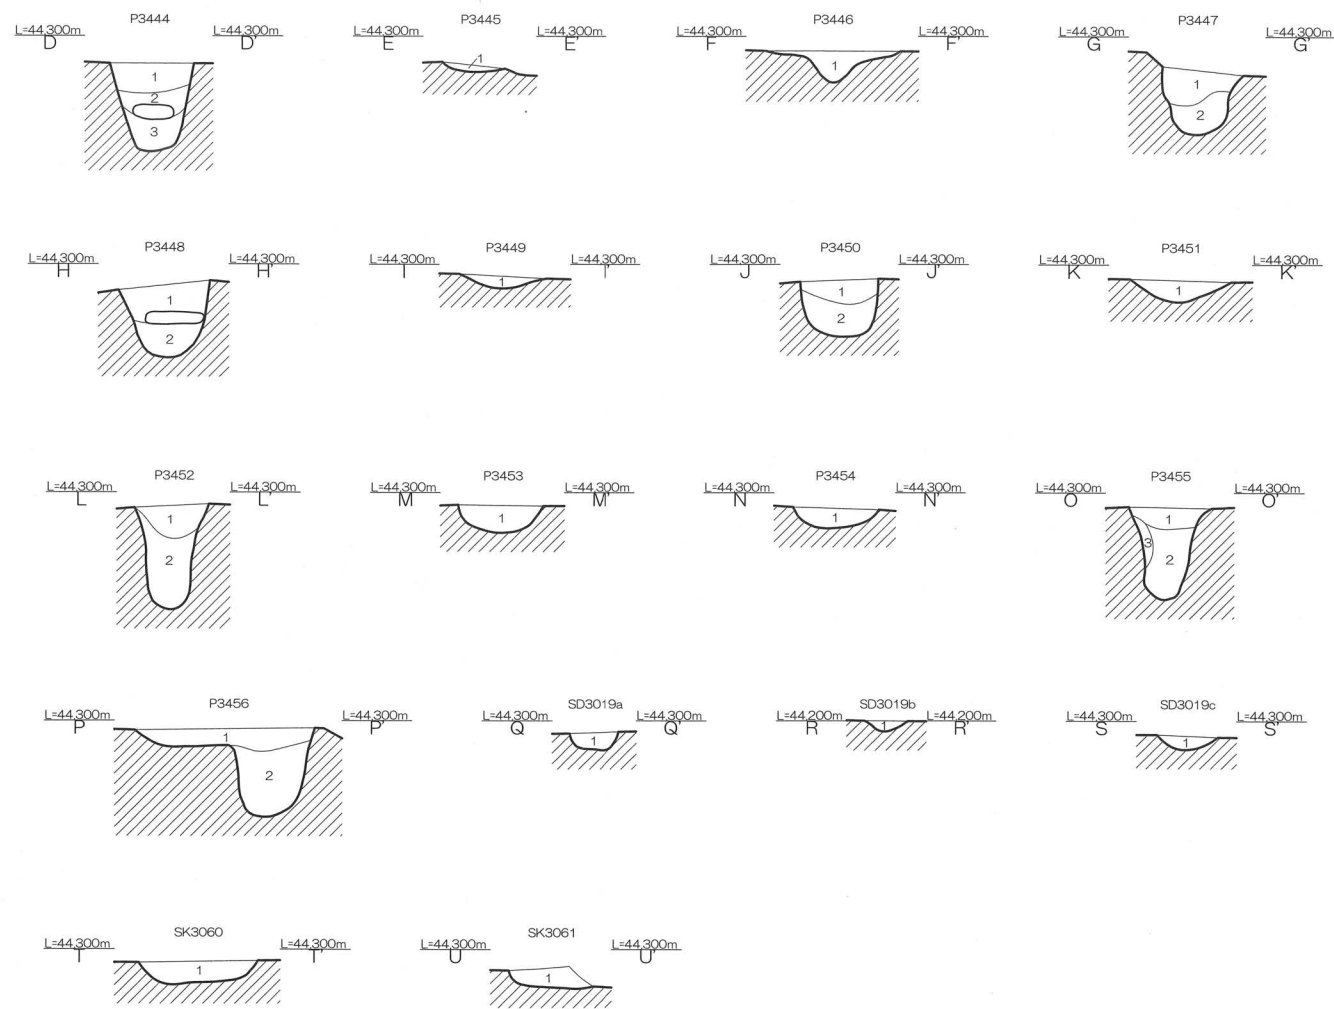 P3444
L=44.300m L=44.300m
D D'
1
2
3
P3445
L=44.300m L=44.300m
E E'
1
P3446
L=44.300m L=44.300m
F F'
1
P3447
L=44.300m L=44.300m
G G'
1
2
P3448
L=44.300m L=44.300m
H H'
1
2
P3449
L=44.300m L=44.300m
I I'
1
P3450
L=44.300m L=44.300m
J J'
1
2
P3451
L=44.300m L=44.300m
K K'
1
P3452
L=44.300m L=44.300m
L L'
1
2
P3453
L=44.300m L=44.300m
M M'
1
P3454
L=44.300m L=44.300m
N N'
1
P3455
L=44.300m L=44.300m
O O'
1
3
2
P3456
L=44.300m L=44.300m
P P'
1
2
SD3019a
L=44.300m L=44.300m
Q Q'
1
SD3019b
L=44.200m L=44.200m
R R'
1
SD3019c
L=44.300m L=44.300m
S S'
1
SK3060
L=44.300m L=44.300m
T T'
1
SK3061
L=44.300m L=44.300m
U U'
1